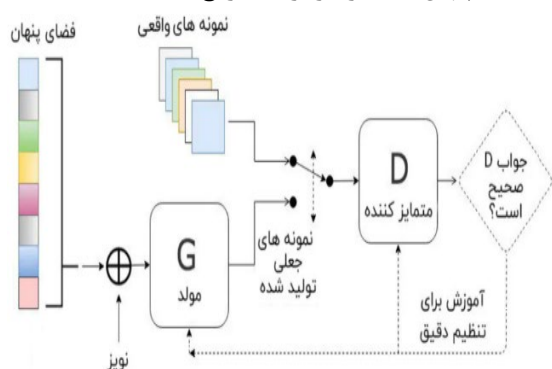 فضای پنهان
نمونه های واقعی
D
متمایز کننده
جواب D
صحیح
است؟
G
مولد
نمونه های
جعلی
تولید شده
آموزش برای
تنظیم دقیق
نویز